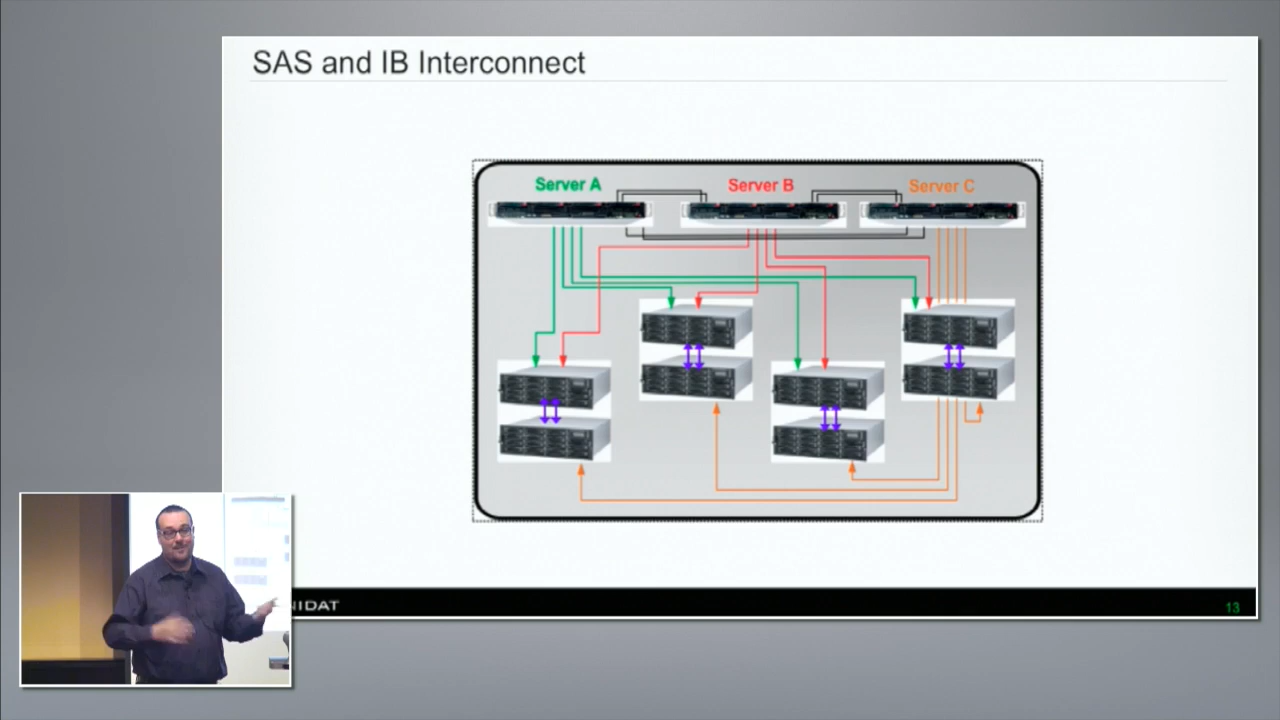 SAS and IB Interconnect
Server A
Server B
Server C
NIDAT
13